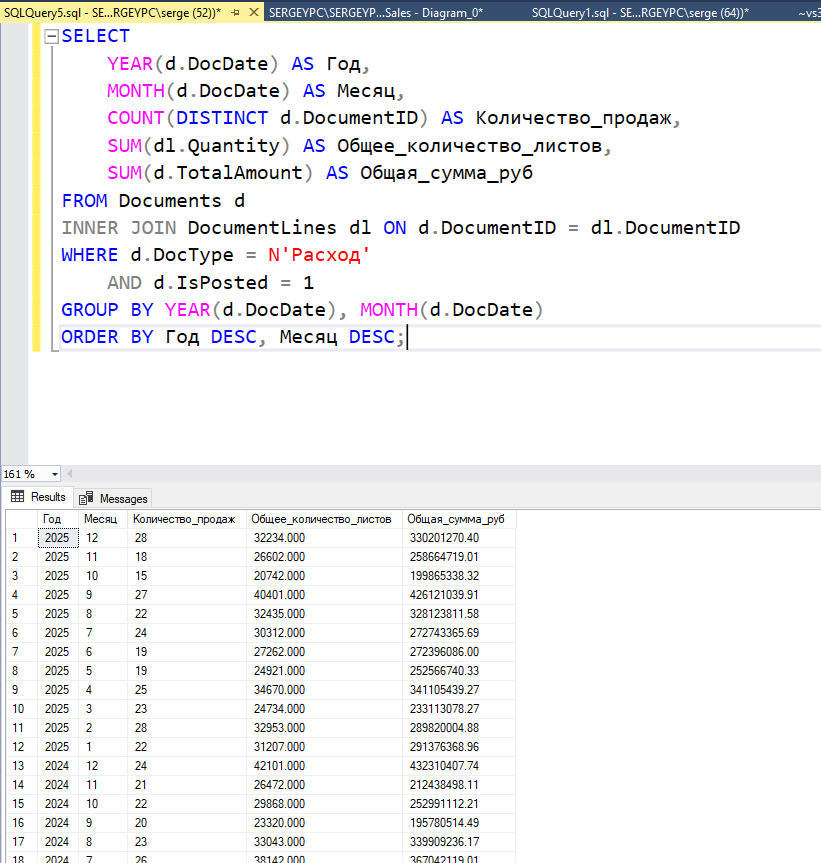 SQLQuery5.sql - SE...RGEYPC\serge (52))* SERGEYPC\SERGEYP...Sales - Diagram_0* SQLQuery1.sql - SE...RGEYPC\serge (64))* ~vs3
SELECT
YEAR(d.DocDate) AS Год,
MONTH(d.DocDate) AS Месяц,
COUNT(DISTINCT d.DocumentID) AS Количество_продаж,
SUM(dl.Quantity) AS Общее_количество_листов,
SUM(d.TotalAmount) AS Общая_сумма_руб
FROM Documents d
INNER JOIN DocumentLines dl ON d.DocumentID = dl.DocumentID
WHERE d.DocType = N'Расход'
AND d.IsPosted = 1
GROUP BY YEAR(d.DocDate), MONTH(d.DocDate)
ORDER BY Год DESC, Месяц DESC;
161 %
Results Messages
Год Месяц Количество_продаж Общее_количество_листов Общая_сумма_руб
1 2025 12 28 32234.000 330201270.40
2 2025 11 18 26602.000 258664719.01
3 2025 10 15 20742.000 199865338.32
4 2025 9 27 40401.000 426121039.91
5 2025 8 22 32435.000 328123811.58
6 2025 7 24 30312.000 272743365.69
7 2025 6 19 27262.000 272396086.00
8 2025 5 19 24921.000 252566740.33
9 2025 4 25 34670.000 341105439.27
10 2025 3 23 24734.000 233113078.27
11 2025 2 28 32953.000 289820004.88
12 2025 1 22 31207.000 291376368.96
13 2024 12 24 42101.000 432310407.74
14 2024 11 21 26472.000 212438498.11
15 2024 10 22 29868.000 252991112.21
16 2024 9 20 23320.000 195780514.49
17 2024 8 23 33043.000 339909236.17
18 2024 7 26 38142.000 367042119.01